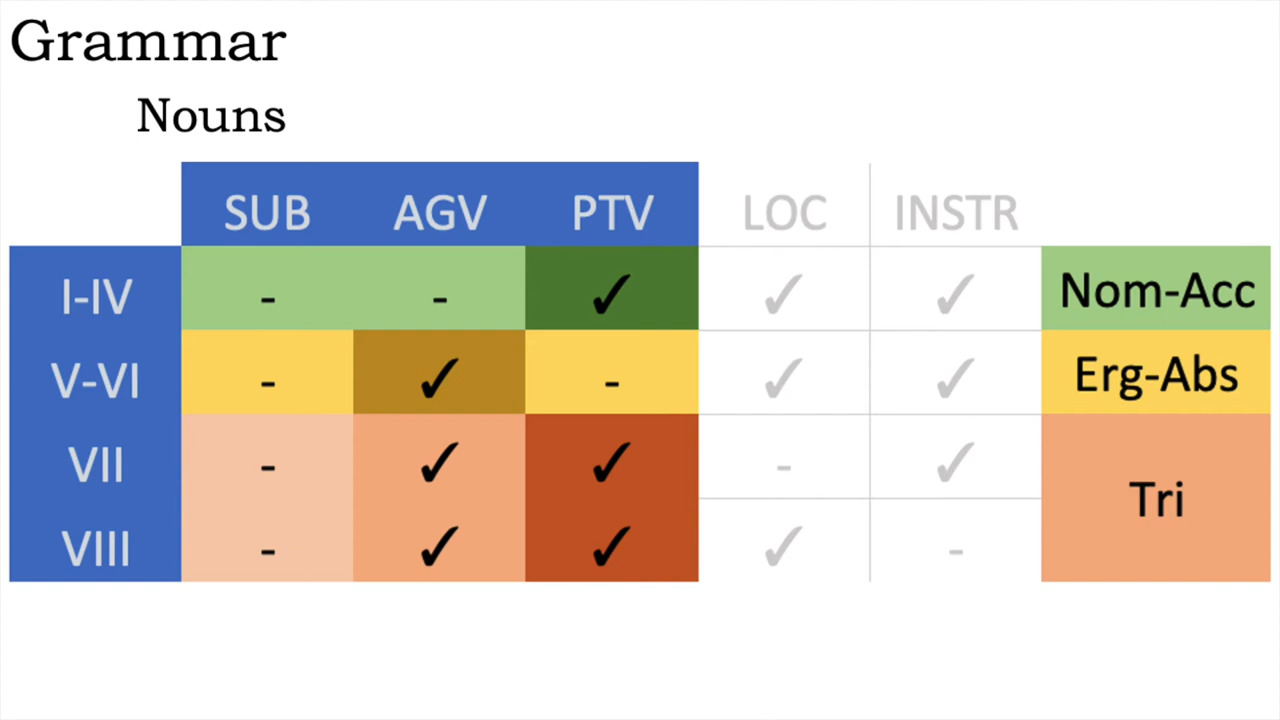 Grammar
Nouns
SUB AGV PTV LOC INSTR
I-IV - - ✓ ✓ ✓ Nom-Acc
V-VI - ✓ - ✓ ✓ Erg-Abs
VII - ✓ ✓ - ✓
Tri
VIII - ✓ ✓ ✓ -